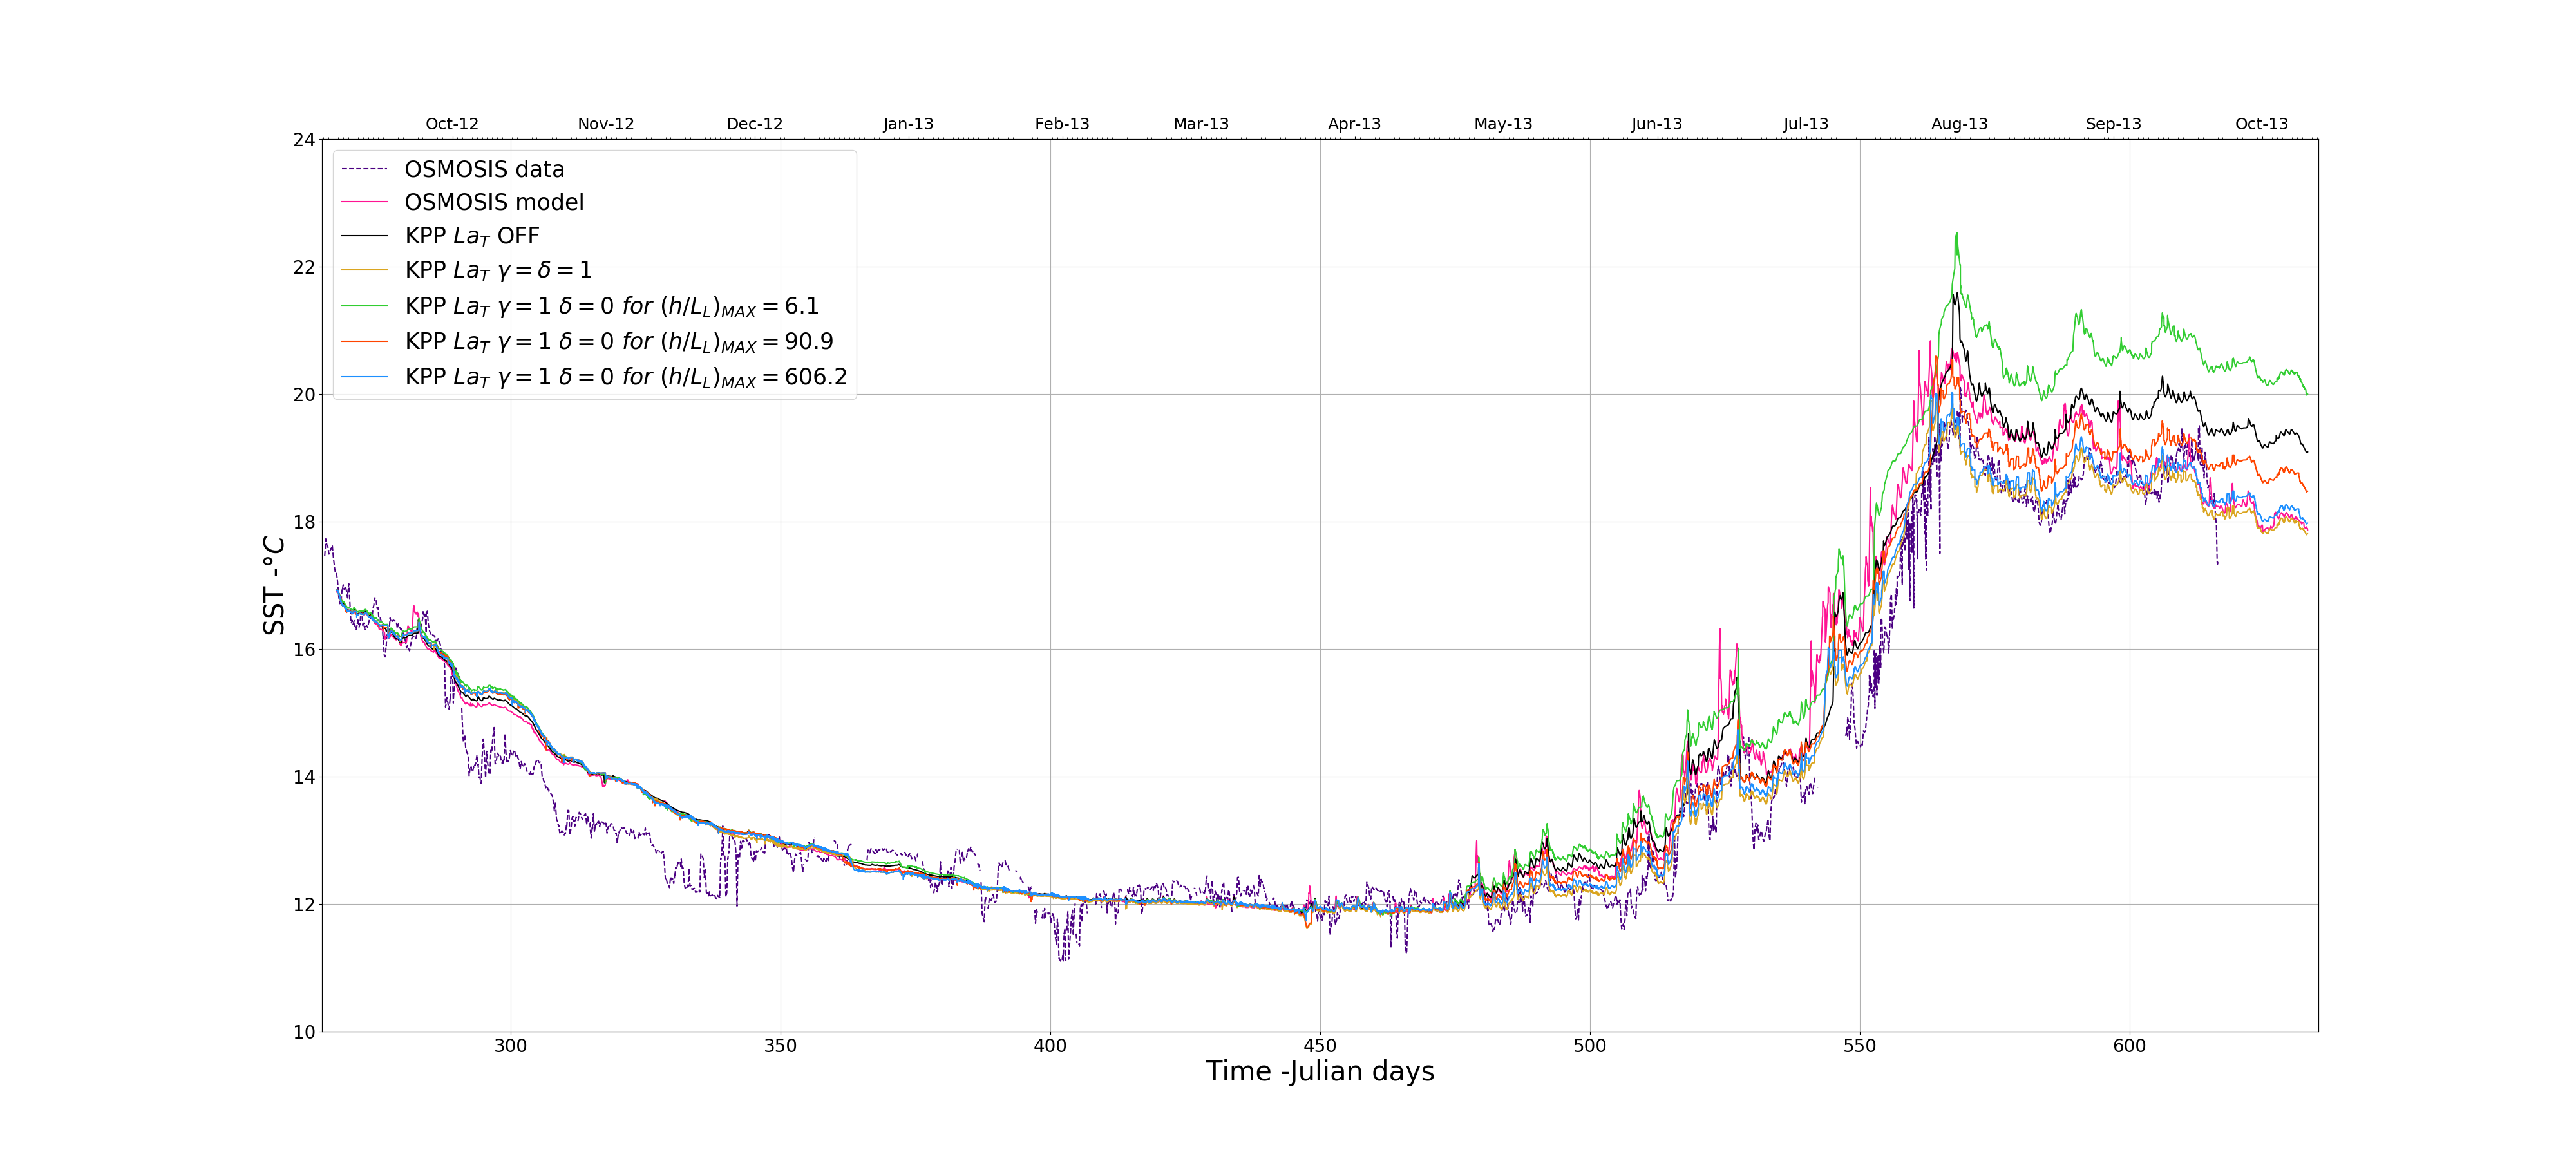 Oct-12 Nov-12 Dec-12 Jan-13 Feb-13 Mar-13 Apr-13 May-13 Jun-13 Jul-13 Aug-13 Sep-13 Oct-13
24
22
20
18
16
14
12
10
SST -°C
OSMOSIS data
OSMOSIS model
KPP La_T OFF
KPP La_T γ = δ = 1
KPP La_T γ = 1 δ = 0 for (h/L_L)_MAX = 6.1
KPP La_T γ = 1 δ = 0 for (h/L_L)_MAX = 90.9
KPP La_T γ = 1 δ = 0 for (h/L_L)_MAX = 606.2
300 350 400 450 500 550 600
Time -Julian days